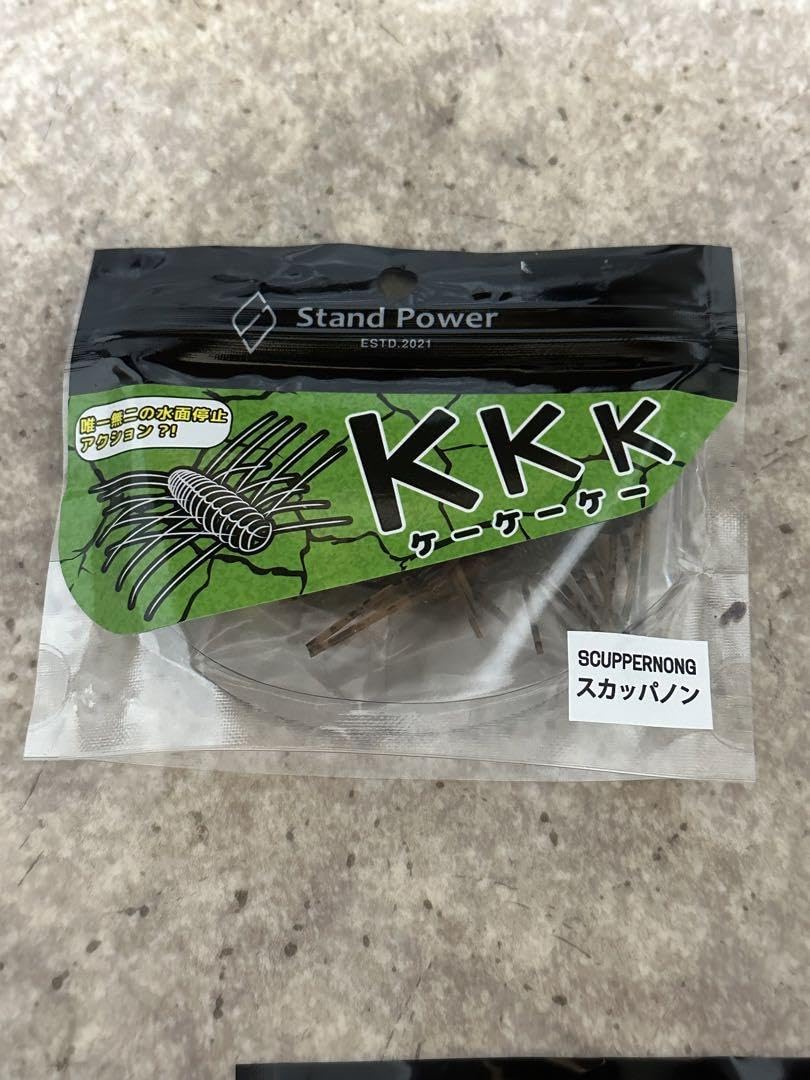 Stand Power
ESTD.2021
唯一無二の水面停止
アクション?!
KKK
ケーケーケー
SCUPPERNONG
スカッパノン